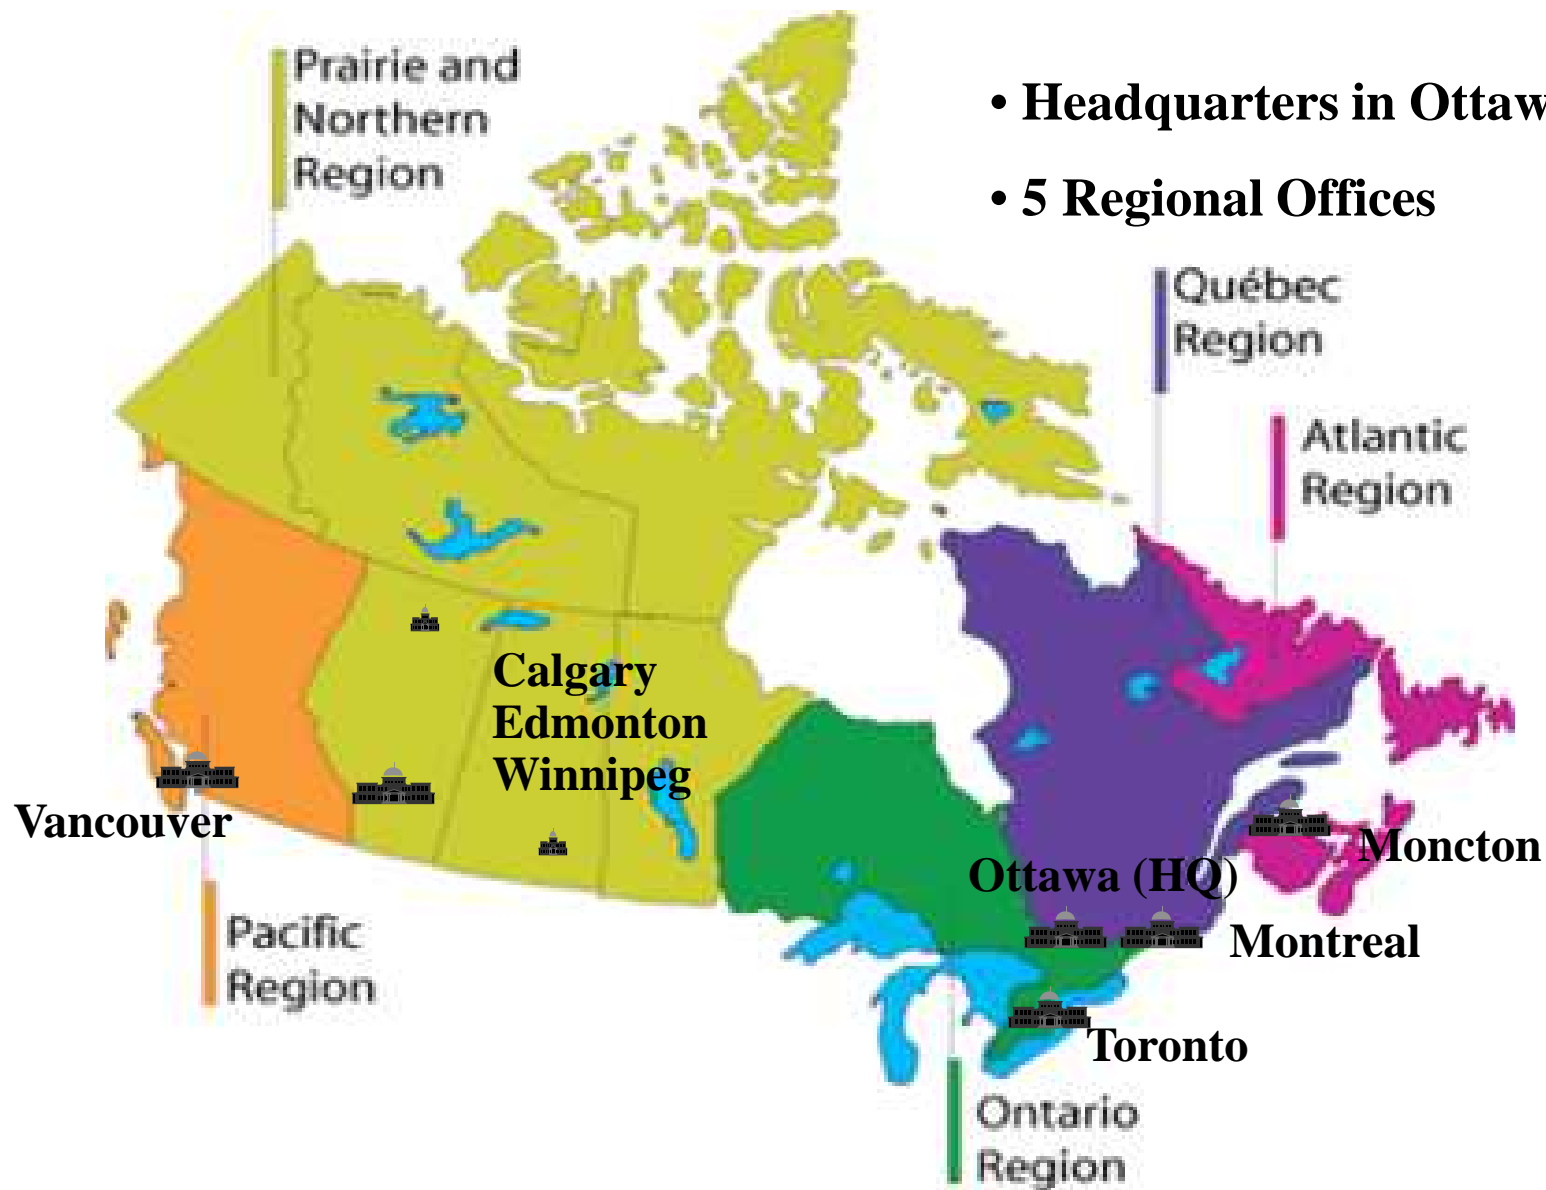 Prairie and
Northern
Region
• Headquarters in Ottaw
• 5 Regional Offices
Québec
Region
Atlantic
Region
Calgary
Edmonton
Winnipeg
Vancouver
Moncton
Ottawa (HQ)
Montreal
Pacific
Region
Toronto
Ontario
Region